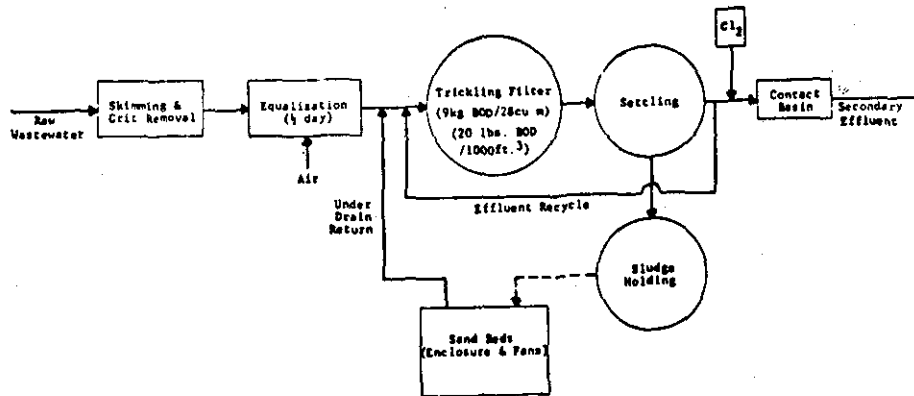 Cl2
Raw
Wastewater
Skimming &
Grit Removal
Equalization
(½ day)
Air
Trickling Filter
(9kg BOD/28cu m)
(20 lbs. BOD
/1000ft.3)
Settling
Contact
Basin
Secondary
Effluent
Under
Drain
Return
Effluent Recycle
Sludge
Holding
Sand Beds
(Enclosure & Fans)